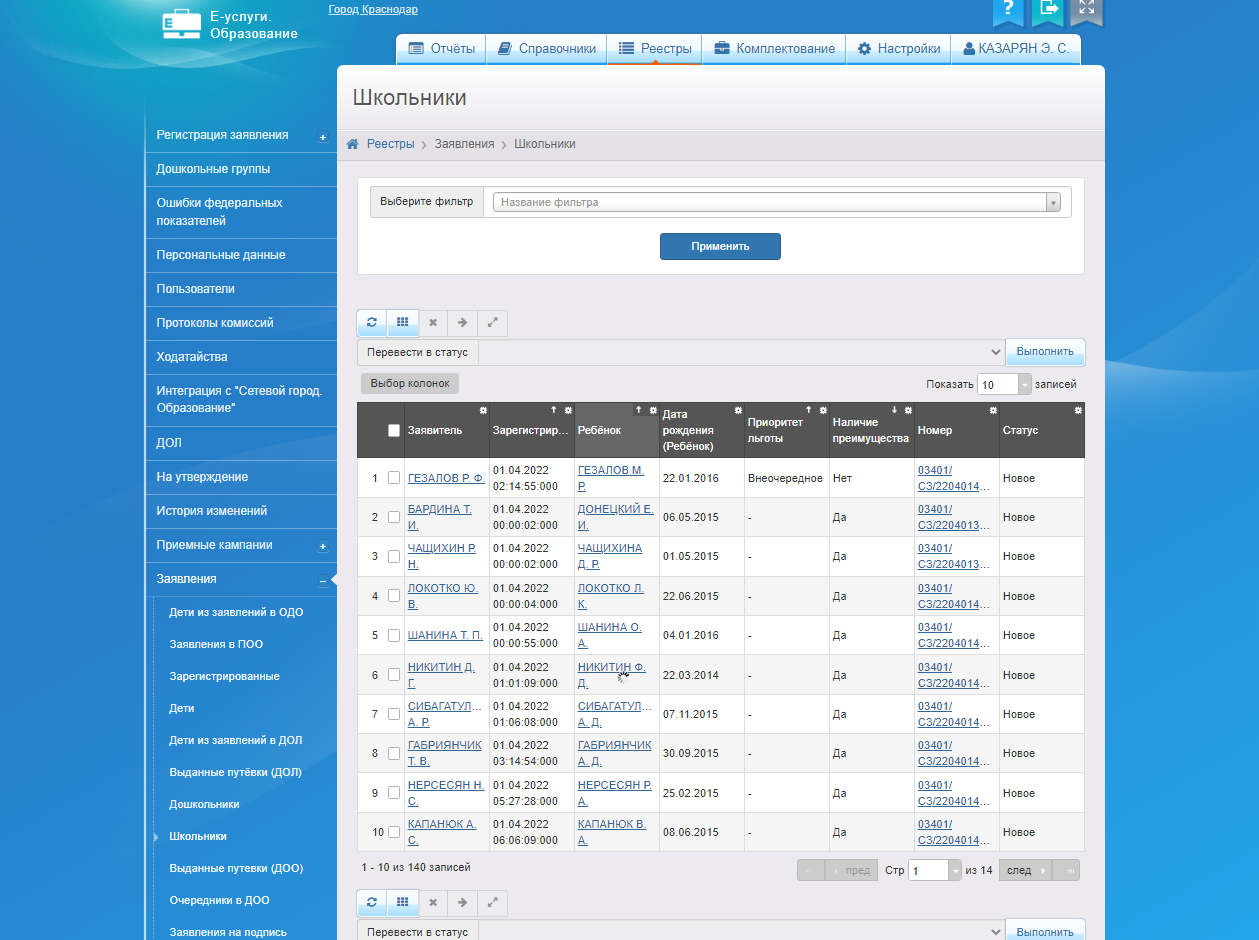 Е-услуги.
Образование
Город Краснодар
?
Отчёты Справочники Реестры Комплектование Настройки КАЗАРЯН Э. С.
Школьники
Реестры Заявления Школьники
Регистрация заявления
Дошкольные группы
Ошибки федеральных
показателей
Персональные данные
Пользователи
Протоколы комиссий
Ходатайства
Интеграция с "Сетевой город.
Образование"
ДОЛ
На утверждение
История изменений
Приемные кампании
Заявления
Дети из заявлений в ОДО
Заявления в ПОО
Зарегистрированные
Дети
Дети из заявлений в ДОЛ
Выданные путёвки (ДОЛ)
Дошкольники
Школьники
Выданные путевки (ДОО)
Очередники в ДОО
Заявления на подпись
Выберите фильтр Название фильтра
Применить
Перевести в статус Выполнить
Выбор колонок Показать 10 записей
Заявитель Зарегистрир... Ребёнок Дата рождения (Ребёнок) Приоритет льготы Наличие преимущества Номер Статус
1 ГЕЗАЛОВ Р. Ф. 01.04.2022 02:14:55:000 ГЕЗАЛОВ М. Р. 22.01.2016 Внеочередное Нет 03401/СЗ/2204014... Новое
2 БАРДИНА Т. И. 01.04.2022 00:00:02:000 ДОНЕЦКИЙ Е. И. 06.05.2015 - Да 03401/СЗ/2204013... Новое
3 ЧАЩИХИН Р. Н. 01.04.2022 00:00:02:000 ЧАЩИХИНА Д. Р. 01.05.2015 - Да 03401/СЗ/2204013... Новое
4 ЛОКОТКО Ю. В. 01.04.2022 00:00:04:000 ЛОКОТКО Л. К. 22.06.2015 - Да 03401/СЗ/2204014... Новое
5 ШАНИНА Т. П. 01.04.2022 00:00:55:000 ШАНИНА О. А. 04.01.2016 - Да 03401/СЗ/2204014... Новое
6 НИКИТИН Д. Г. 01.04.2022 01:01:09:000 НИКИТИН Ф. Д. 22.03.2014 - Да 03401/СЗ/2204014... Новое
7 СИБАГАТУЛ... А. Р. 01.04.2022 01:06:08:000 СИБАГАТУЛ... А. Д. 07.11.2015 - Да 03401/СЗ/2204014... Новое
8 ГАБРИЯНЧИК Т. В. 01.04.2022 03:14:54:000 ГАБРИЯНЧИК А. Д. 30.09.2015 - Да 03401/СЗ/2204014... Новое
9 НЕРСЕСЯН Н. С. 01.04.2022 05:27:28:000 НЕРСЕСЯН Р. А. 25.02.2015 - Да 03401/СЗ/2204014... Новое
10 КАПАНЮК А. С. 01.04.2022 06:06:09:000 КАПАНЮК В. А. 08.06.2015 - Да 03401/СЗ/2204014... Новое
1 - 10 из 140 записей пред Стр 1 из 14 след
Перевести в статус Выполнить